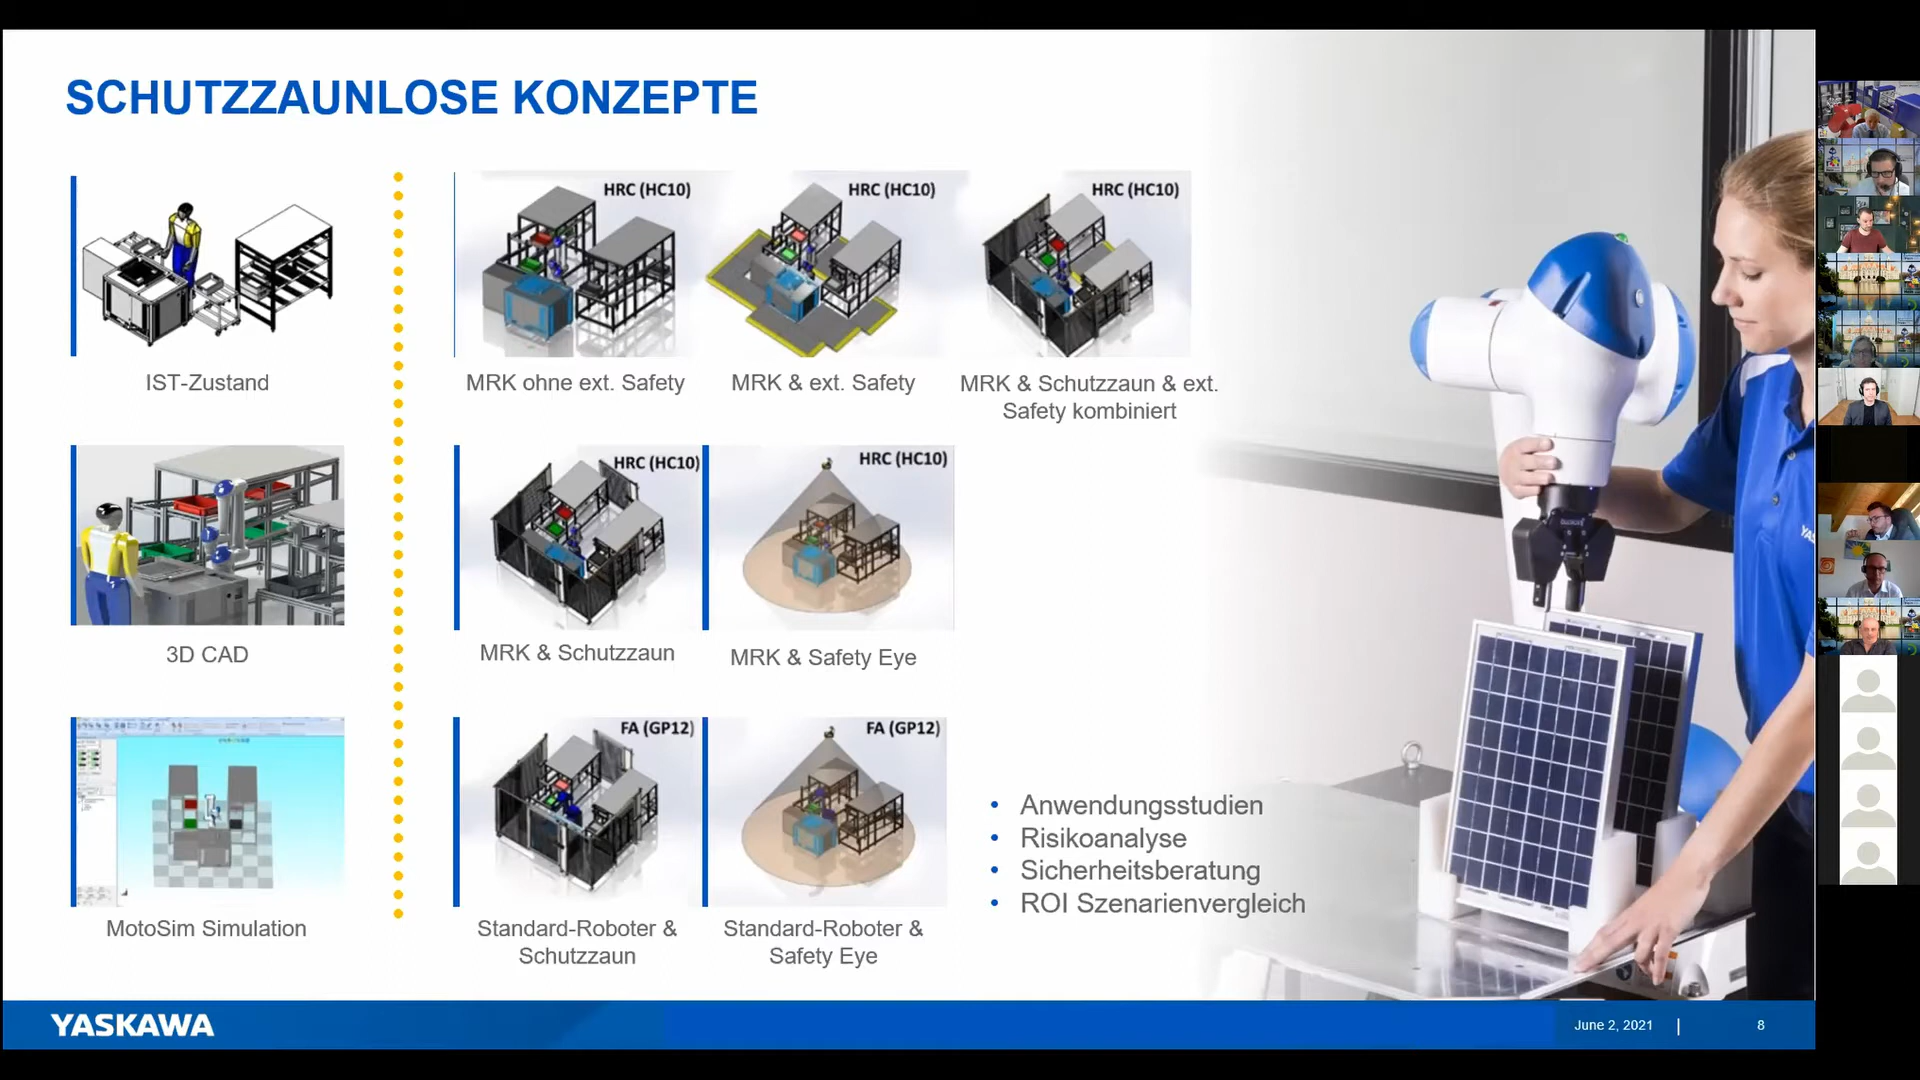 SCHUTZZAUNLOSE KONZEPTE
IST-Zustand
HRC (HC10)
MRK ohne ext. Safety
HRC (HC10)
MRK & ext. Safety
HRC (HC10)
MRK & Schutzzaun & ext.
Safety kombiniert
3D CAD
HRC (HC10)
MRK & Schutzzaun
HRC (HC10)
MRK & Safety Eye
MotoSim Simulation
FA (GP12)
Standard-Roboter &
Schutzzaun
FA (GP12)
Standard-Roboter &
Safety Eye
• Anwendungsstudien
• Risikoanalyse
• Sicherheitsberatung
• ROI Szenarienvergleich
YASKAWA
June 2, 2021 | 8